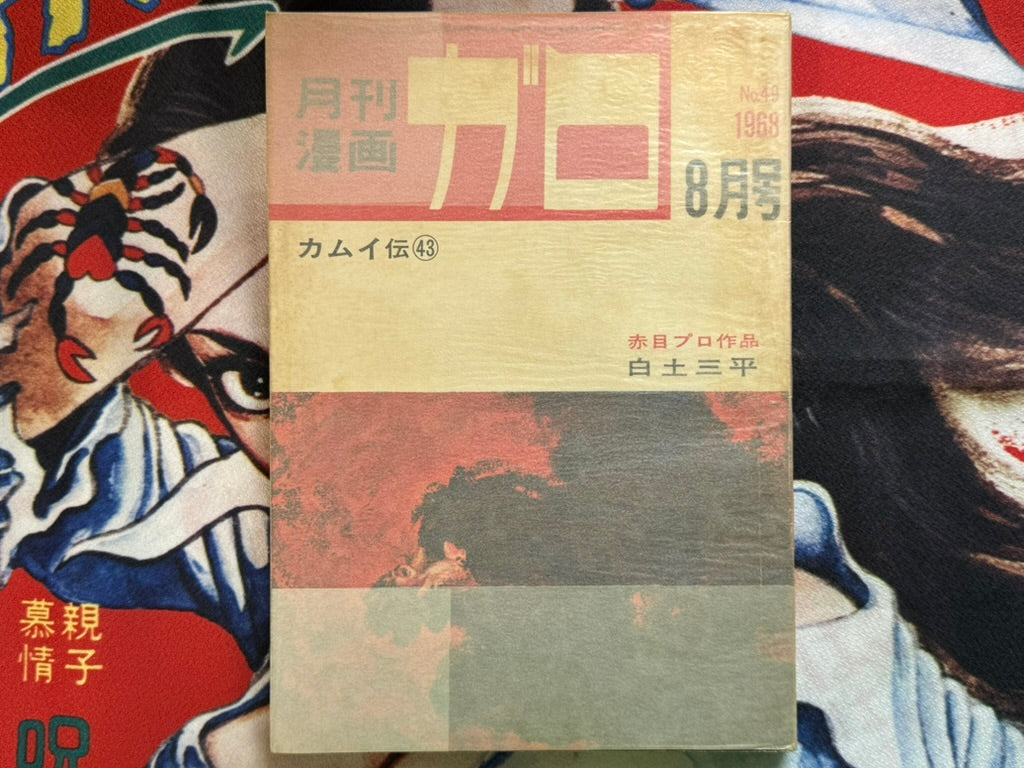 月刊
漫画
ガロ
No.49
1968
8月号
カムイ伝㊸
赤目プロ作品
白土三平
親子
慕情
呪